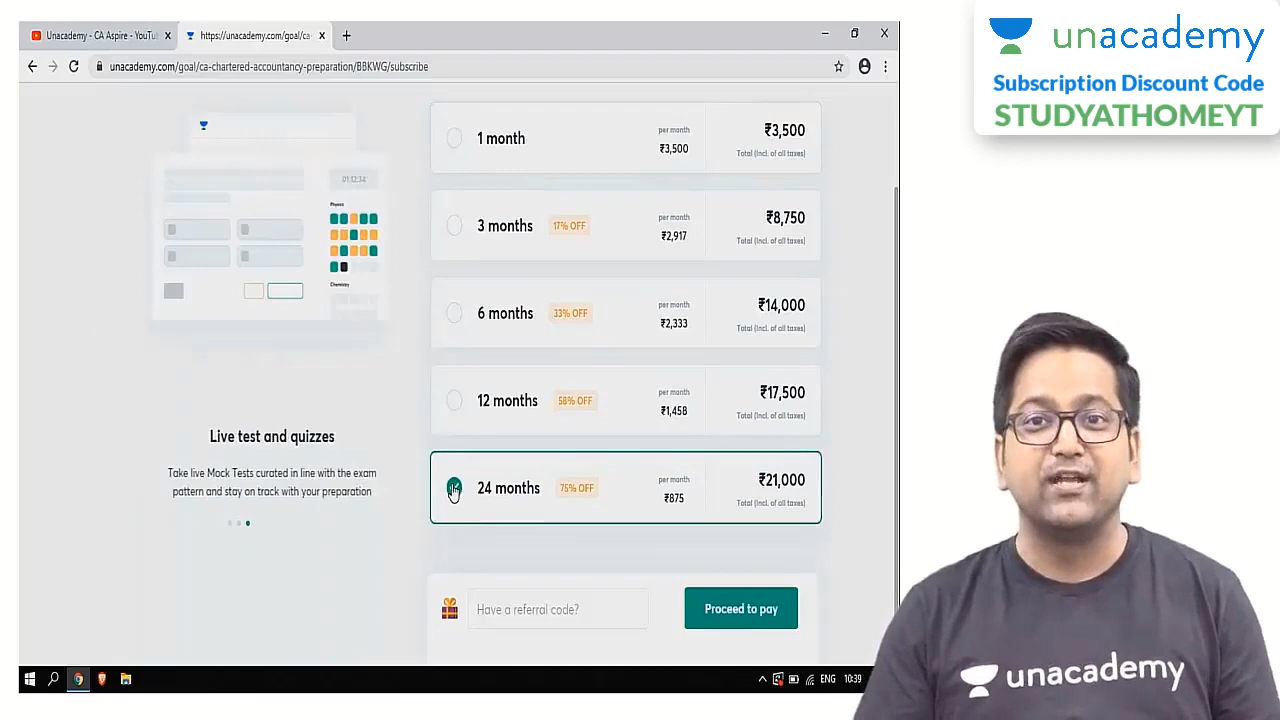 Unacademy - CA Aspire - YouTu
https://unacademy.com/goal/ca-
unacademy.com/goal/ca-chartered-accountancy-preparation/BBKWG/subscribe
01:12:34
Physics
Chemistry
Live test and quizzes
Take live Mock Tests curated in line with the exam
pattern and stay on track with your preparation
1 month
per month
₹3,500
₹3,500
Total (Incl. of all taxes)
3 months
17% OFF
per month
₹2,917
₹8,750
Total (Incl. of all taxes)
6 months
33% OFF
per month
₹2,333
₹14,000
Total (Incl. of all taxes)
12 months
58% OFF
per month
₹1,458
₹17,500
Total (Incl. of all taxes)
24 months
75% OFF
per month
₹875
₹21,000
Total (Incl. of all taxes)
Have a referral code?
Proceed to pay
ENG
10:39
unacademy
Subscription Discount Code
STUDYATHOMEYT
unacademy